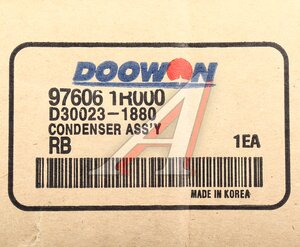 DOOWON
97606 1R000
D30023-1880
CONDENSER ASS'Y
RB 1EA
MADE IN KOREA